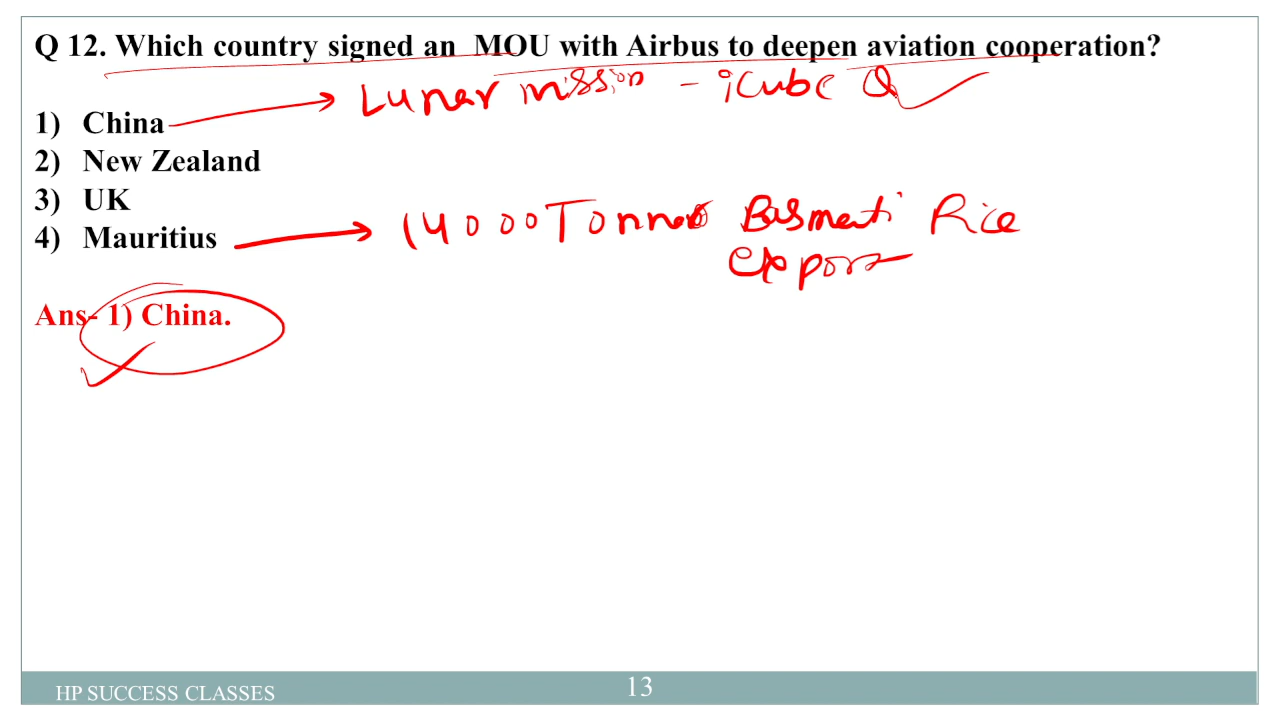 Q 12. Which country signed an MOU with Airbus to deepen aviation cooperation?
Lunar mission - iCube Q
1) China
2) New Zealand
3) UK
4) Mauritius
14000 Tonnes Basmati Rice
Export
Ans- 1) China.
HP SUCCESS CLASSES
13